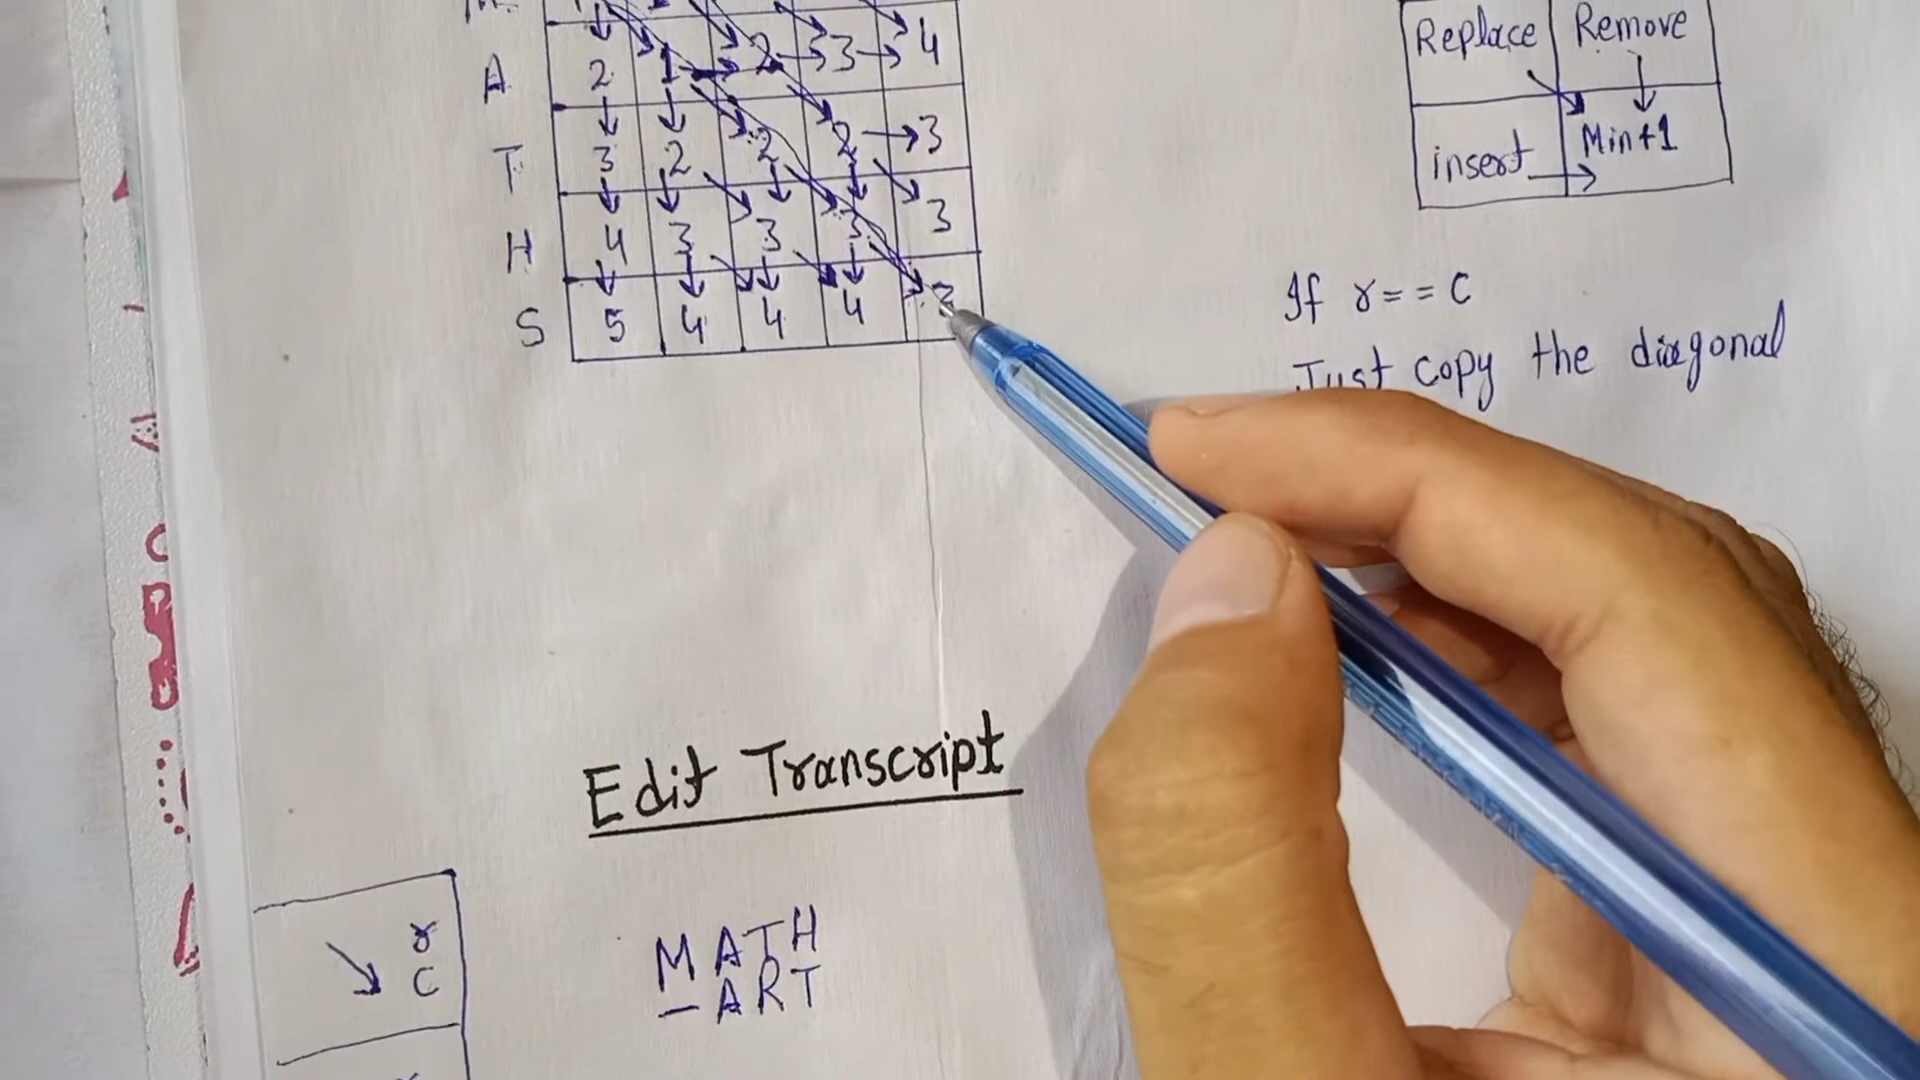 A 2 1 2 3 4
T 3 2 2 2 3
H 4 3 3 3 3
S 5 4 4 4 3
Replace Remove
insert Min+1
If r == C
Just copy the diagonal
Edit Transcript
r
C
MATH
–ART